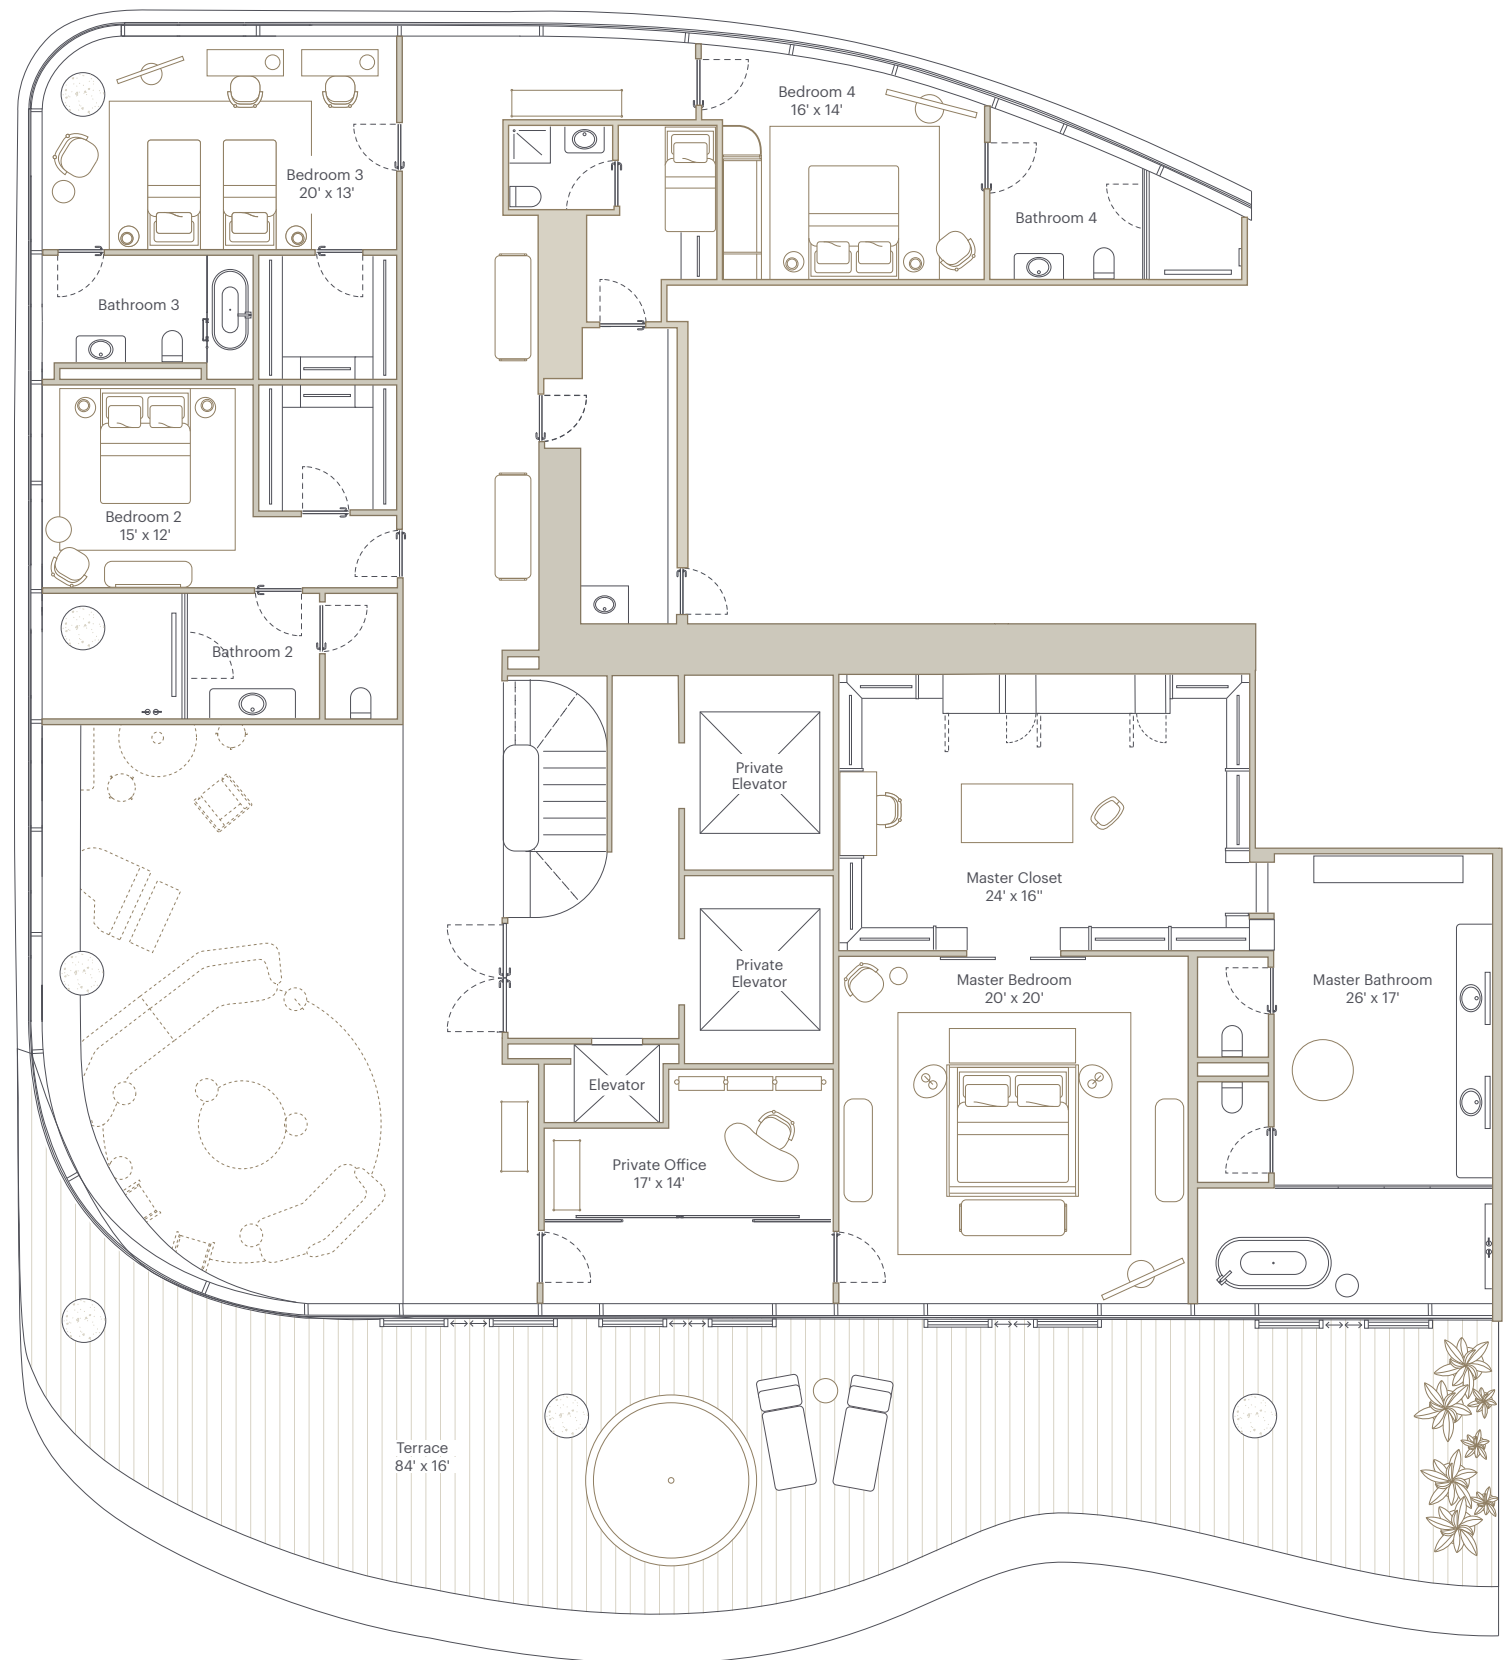 Bedroom 4
16' x 14'
Bedroom 3
20' x 13'
Bathroom 4
Bathroom 3
Bedroom 2
15' x 12'
Bathroom 2
Private
Elevator
Master Closet
24' x 16"
Private
Elevator
Master Bedroom
20' x 20'
Master Bathroom
26' x 17'
Elevator
Private Office
17' x 14'
Terrace
84' x 16'